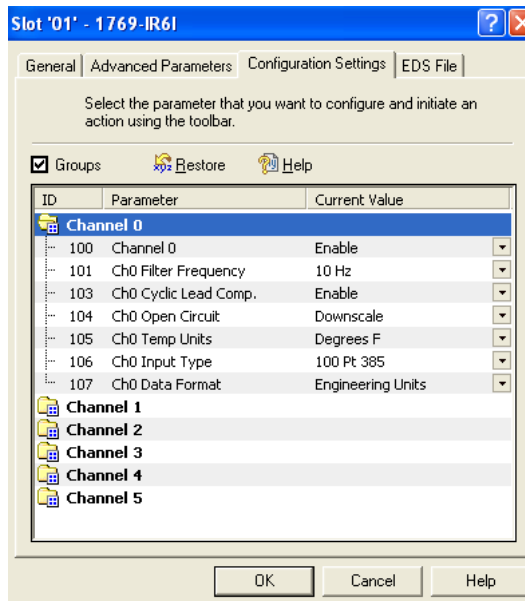 Slot '01' - 1769-IR6I
General Advanced Parameters Configuration Settings EDS File
Select the parameter that you want to configure and initiate an
action using the toolbar.
Groups xyz Restore Help
ID Parameter Current Value
Channel 0
100 Channel 0 Enable
101 Ch0 Filter Frequency 10 Hz
103 Ch0 Cyclic Lead Comp. Enable
104 Ch0 Open Circuit Downscale
105 Ch0 Temp Units Degrees F
106 Ch0 Input Type 100 Pt 385
107 Ch0 Data Format Engineering Units
Channel 1
Channel 2
Channel 3
Channel 4
Channel 5
OK Cancel Help